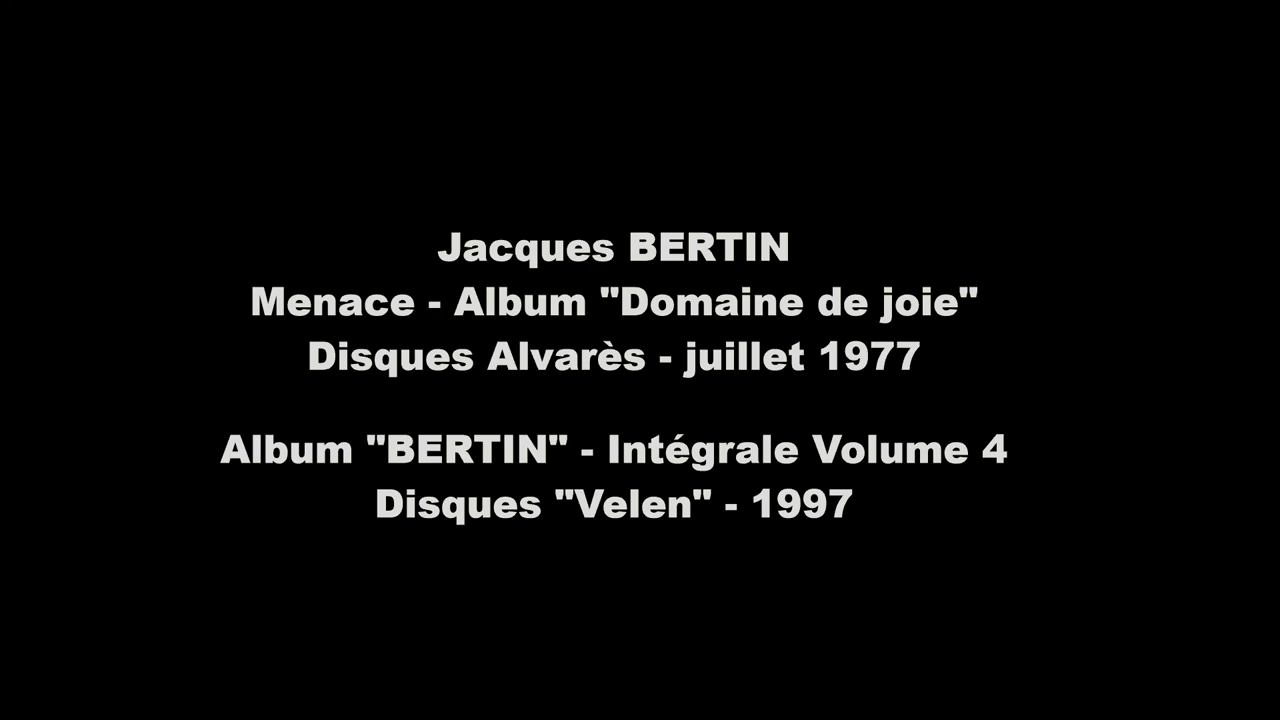 Jacques BERTIN
Menace - Album "Domaine de joie"
Disques Alvarès - juillet 1977
Album "BERTIN" - Intégrale Volume 4
Disques "Velen" - 1997